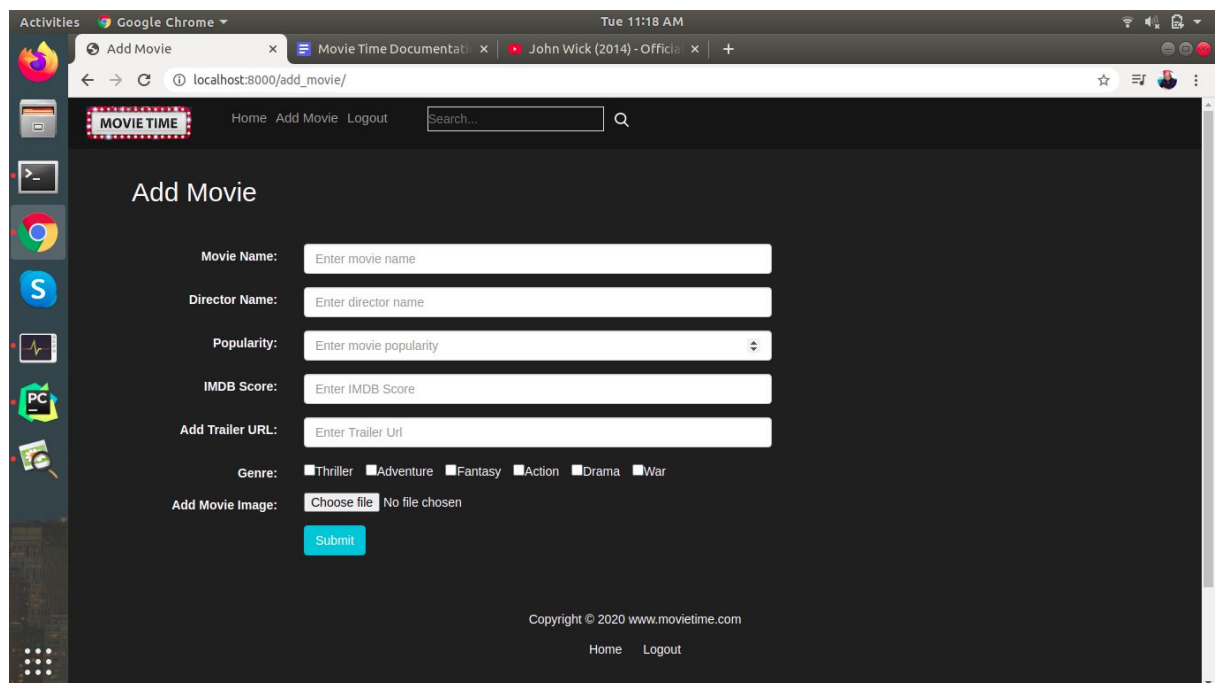 Activities Google Chrome Tue 11:18 AM
Add Movie Movie Time Documentati John Wick (2014) - Official
localhost:8000/add_movie/
MOVIE TIME Home Add Movie Logout Search...
Add Movie
Movie Name: Enter movie name
Director Name: Enter director name
Popularity: Enter movie popularity
IMDB Score: Enter IMDB Score
Add Trailer URL: Enter Trailer Url
Genre: Thriller Adventure Fantasy Action Drama War
Add Movie Image: Choose file No file chosen
Submit
Copyright © 2020 www.movietime.com
Home Logout
S
PC